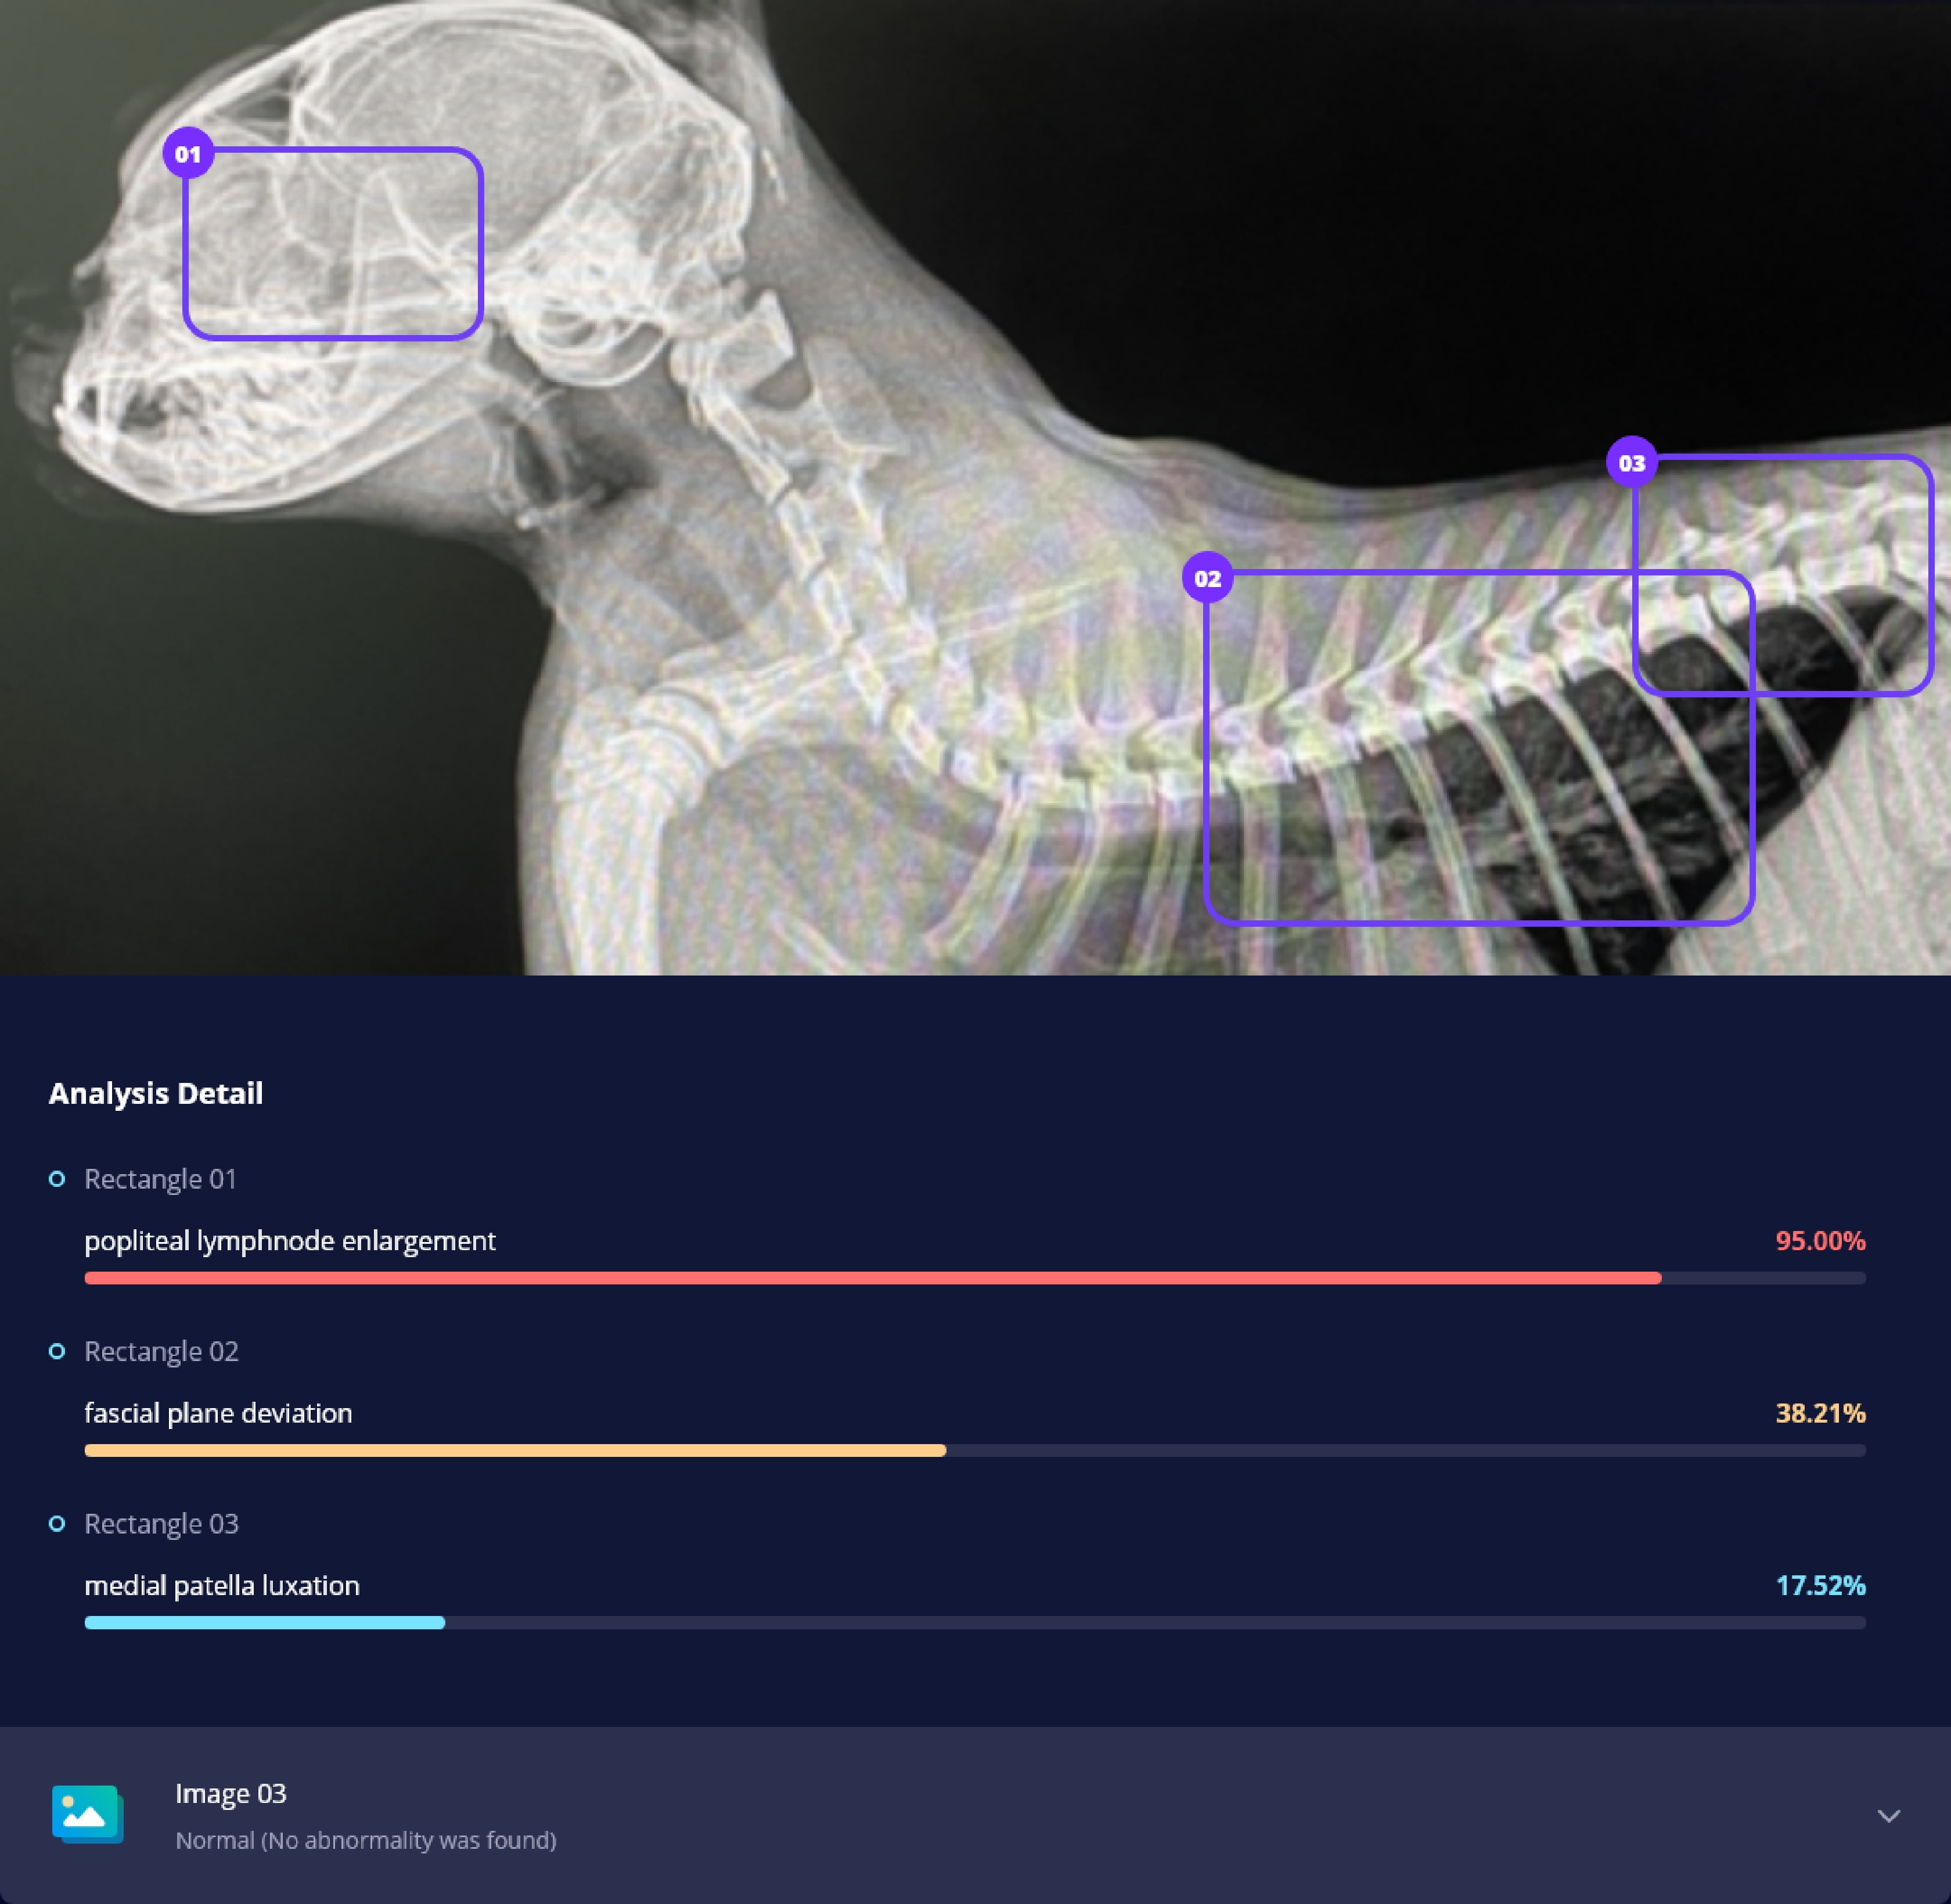 01
03
02
Analysis Detail
Rectangle 01
popliteal lymphnode enlargement 95.00%
Rectangle 02
fascial plane deviation 38.21%
Rectangle 03
medial patella luxation 17.52%
Image 03
Normal (No abnormality was found)